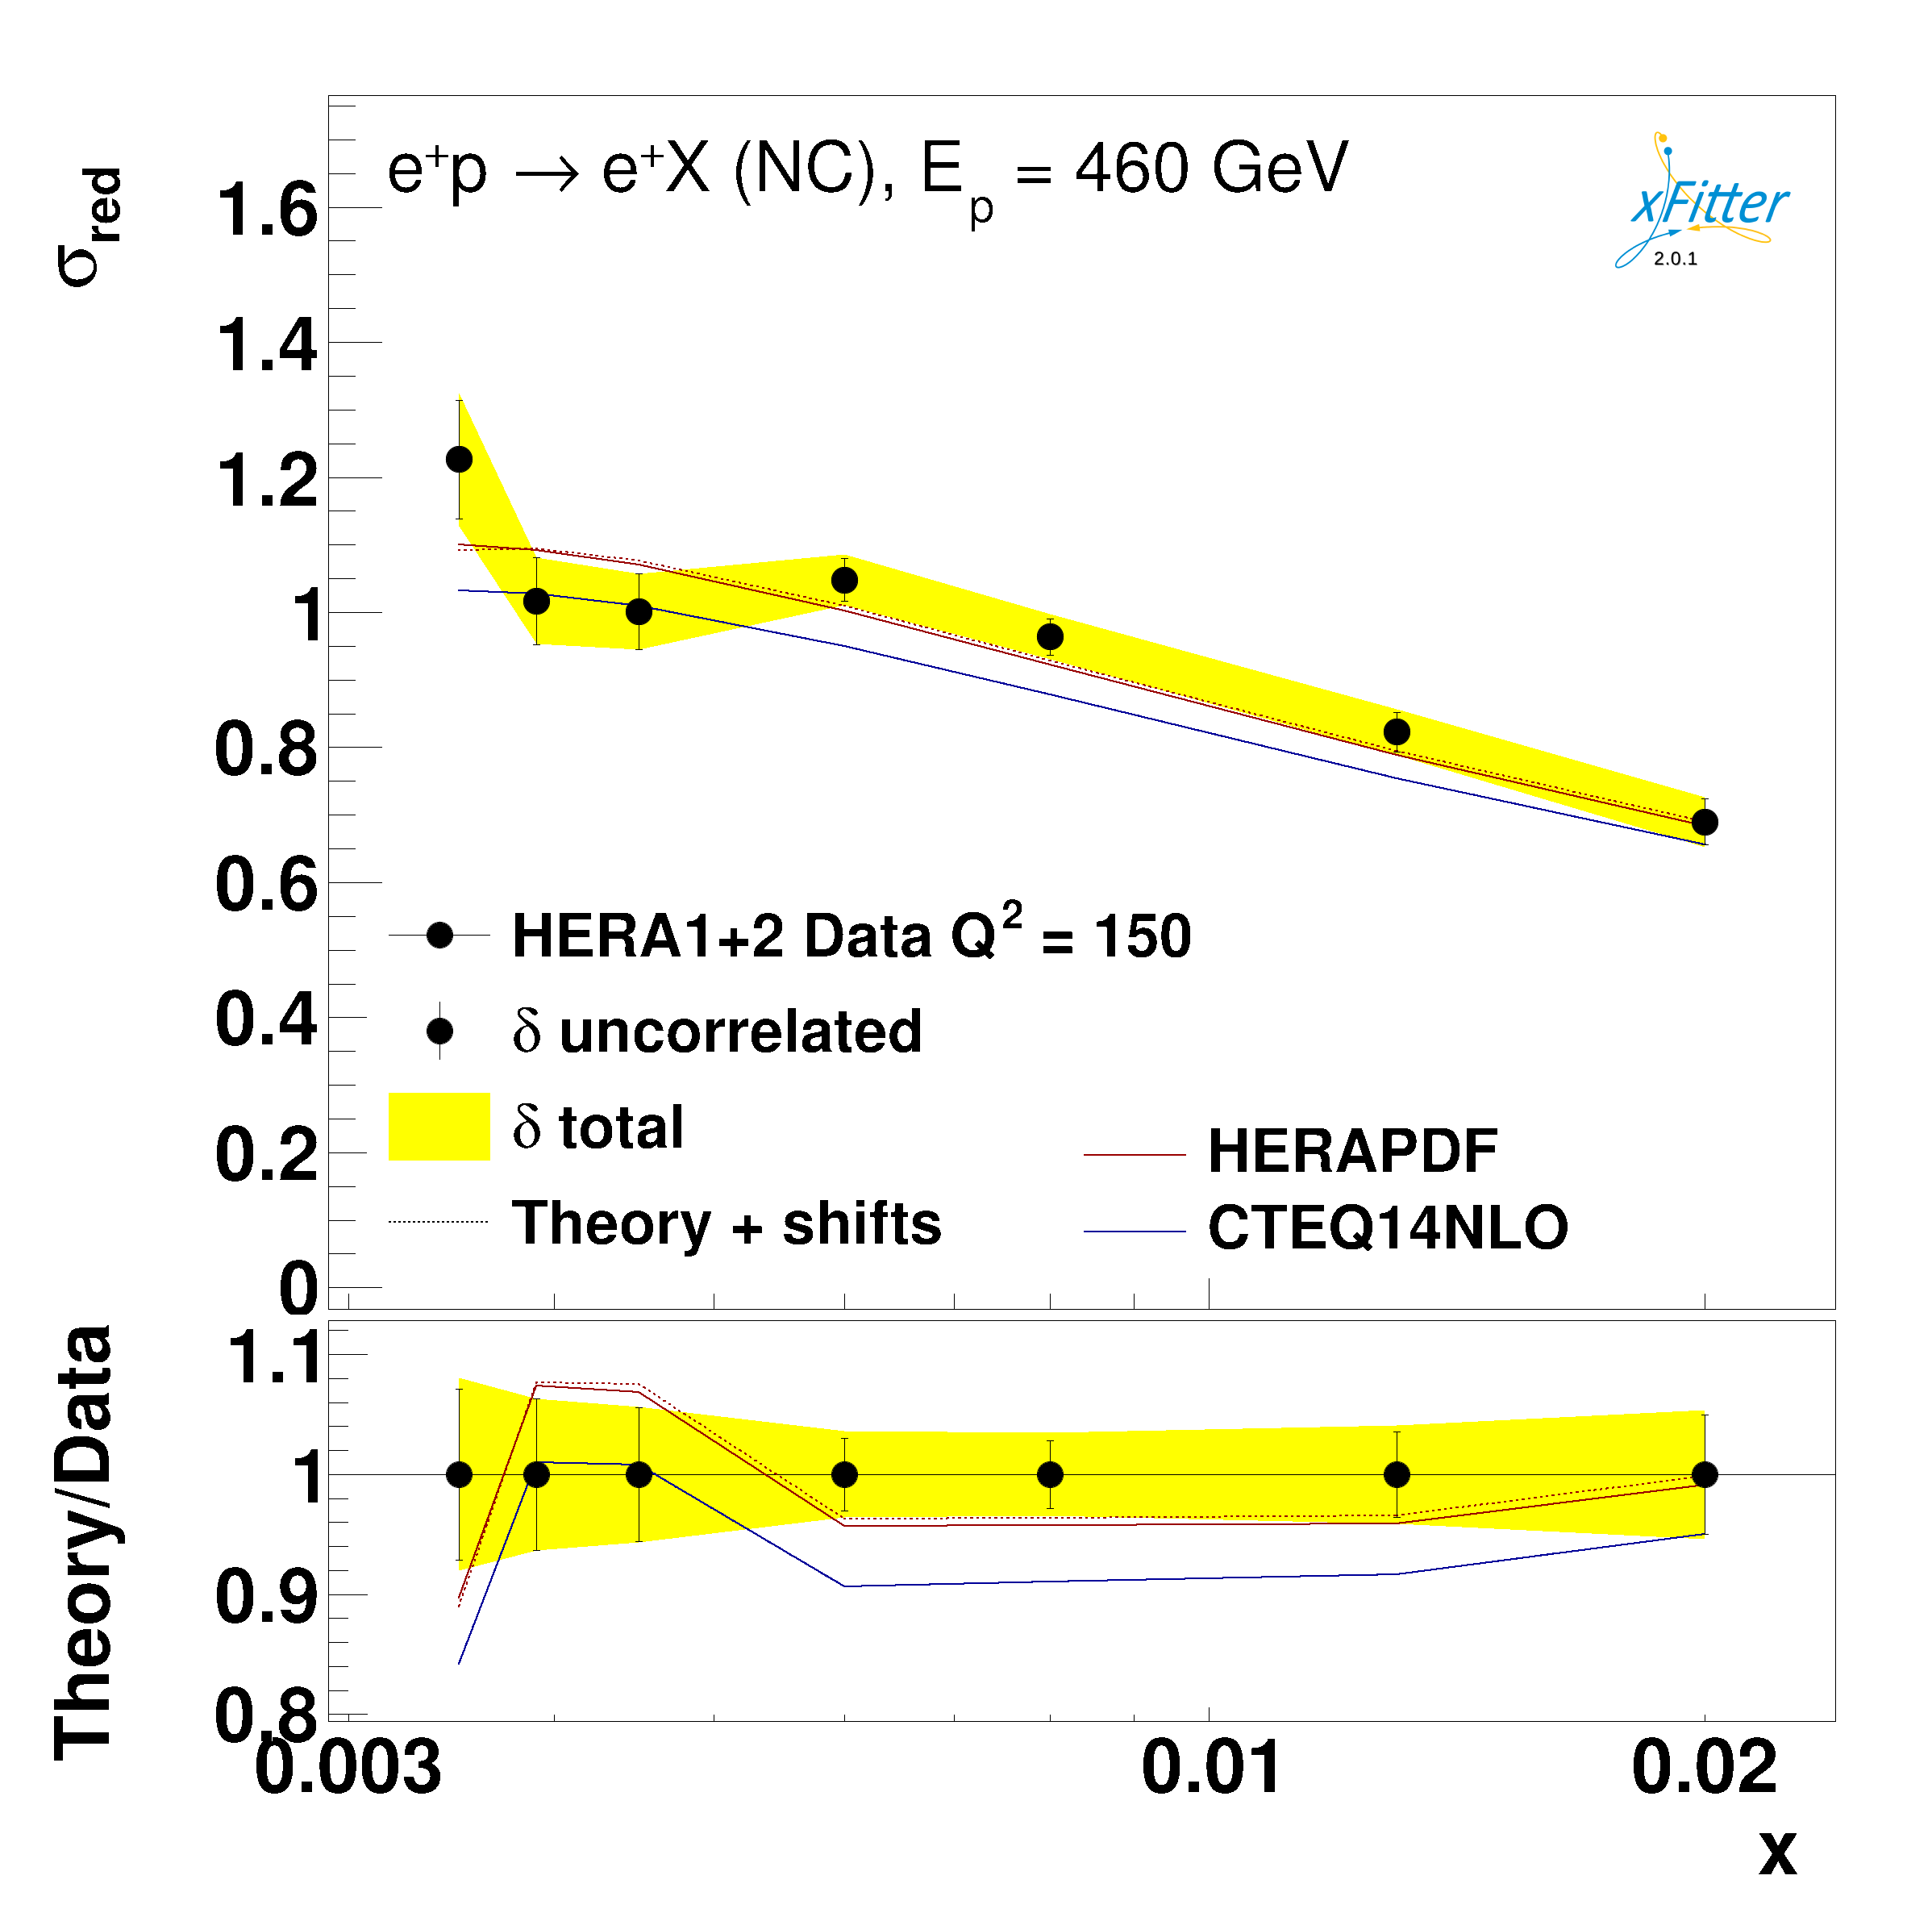 e⁺p → e⁺X (NC), E_p = 460 GeV
xFitter
2.0.1
σ_red
1.6
1.4
1.2
1
0.8
0.6
0.4
0.2
0
HERA1+2 Data Q² = 150
δ uncorrelated
δ total
Theory + shifts
HERAPDF
CTEQ14NLO
Theory/Data
1.1
1
0.9
0.8
0.003 0.01 0.02
x